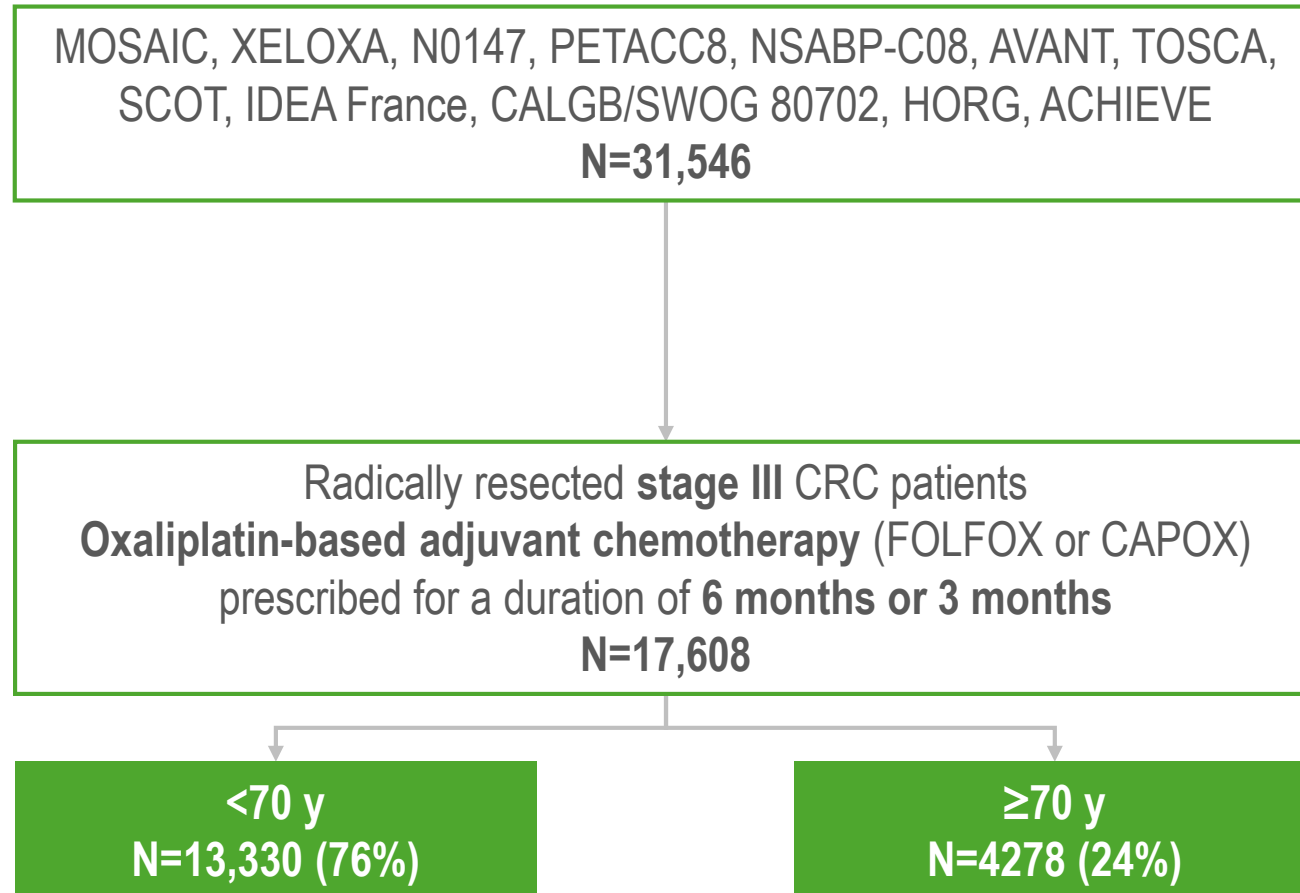 MOSAIC, XELOXA, N0147, PETACC8, NSABP-C08, AVANT, TOSCA,
SCOT, IDEA France, CALGB/SWOG 80702, HORG, ACHIEVE
N=31,546
Radically resected stage III CRC patients
Oxaliplatin-based adjuvant chemotherapy (FOLFOX or CAPOX)
prescribed for a duration of 6 months or 3 months
N=17,608
<70 y
N=13,330 (76%)
≥70 y
N=4278 (24%)